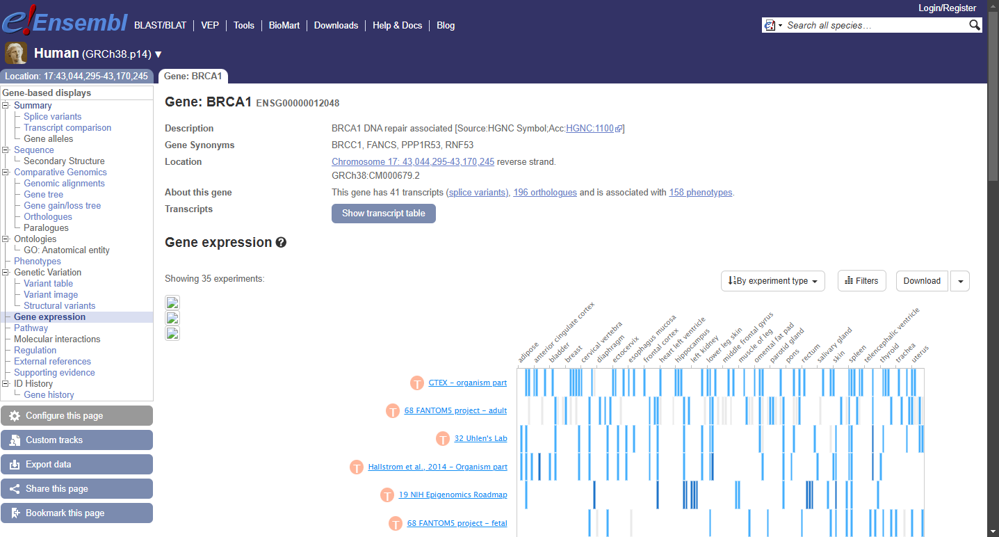 Login/Register
e!Ensembl
BLAST/BLAT | VEP | Tools | BioMart | Downloads | Help & Docs | Blog
Search all species…
Human (GRCh38.p14) ▼
Location: 17:43,044,295-43,170,245
Gene: BRCA1
Gene-based displays
Summary
Splice variants
Transcript comparison
Gene alleles
Sequence
Secondary Structure
Comparative Genomics
Genomic alignments
Gene tree
Gene gain/loss tree
Orthologues
Paralogues
Ontologies
GO: Anatomical entity
Phenotypes
Genetic Variation
Variant table
Variant image
Structural variants
Gene expression
Pathway
Molecular interactions
Regulation
External references
Supporting evidence
ID History
Gene history
Configure this page
Custom tracks
Export data
Share this page
Bookmark this page
Gene: BRCA1 ENSG00000012048
Description BRCA1 DNA repair associated [Source:HGNC Symbol;Acc:HGNC:1100]
Gene Synonyms BRCC1, FANCS, PPP1R53, RNF53
Location Chromosome 17: 43,044,295-43,170,245 reverse strand.
GRCh38:CM000679.2
About this gene This gene has 41 transcripts (splice variants), 196 orthologues and is associated with 158 phenotypes.
Transcripts Show transcript table
Gene expression ?
Showing 35 experiments:
By experiment type
Filters
Download
adipose
anterior cingulate cortex
bladder
breast
cervical vertebra
diaphragm
ectocervix
esophagus mucosa
frontal cortex
heart left ventricle
hippocampus
left kidney
lower leg skin
middle frontal gyrus
muscle of leg
omental fat pad
parotid gland
pons
rectum
salivary gland
skin
spleen
telencephalic ventricle
thyroid
trachea
uterus
T GTEX - organism part
T 68 FANTOM5 project - adult
T 32 Uhlen's Lab
T Hallstrom et al., 2014 - Organism part
T 19 NIH Epigenomics Roadmap
T 68 FANTOM5 project - fetal